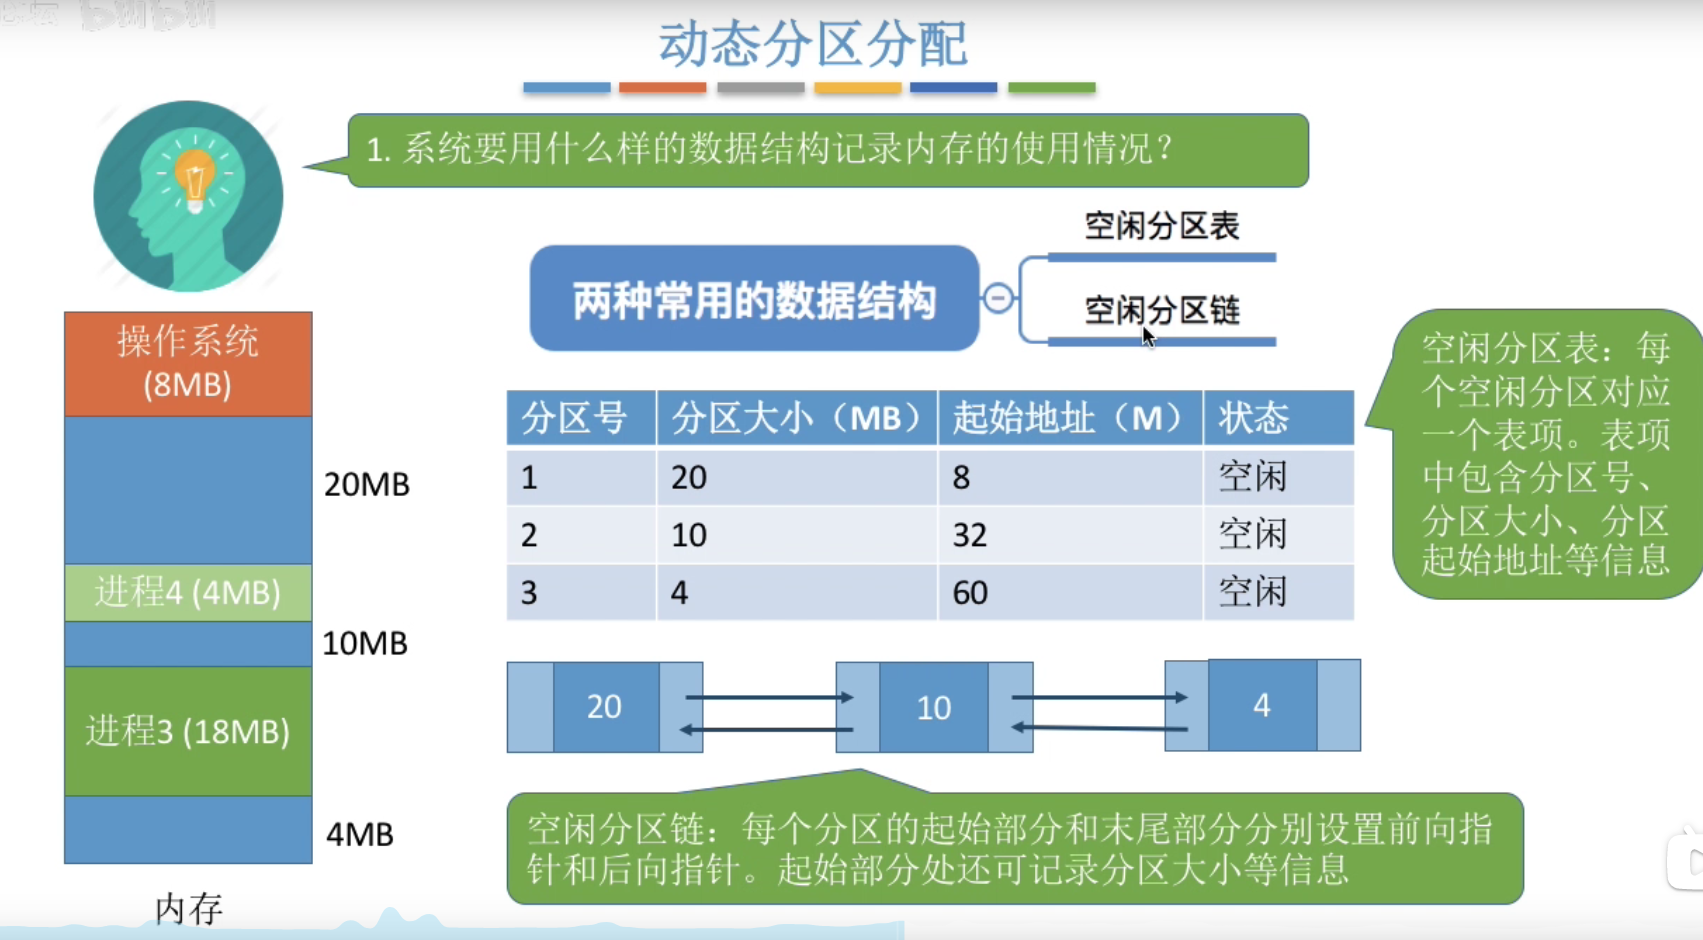 动态分区分配
1. 系统要用什么样的数据结构记录内存的使用情况？
两种常用的数据结构
空闲分区表
空闲分区链
操作系统
(8MB)
20MB
进程4 (4MB)
10MB
进程3 (18MB)
4MB
内存
分区号 分区大小（MB） 起始地址（M） 状态
1 20 8 空闲
2 10 32 空闲
3 4 60 空闲
空闲分区表：每
个空闲分区对应
一个表项。表项
中包含分区号、
分区大小、分区
起始地址等信息
20 10 4
空闲分区链：每个分区的起始部分和末尾部分分别设置前向指
针和后向指针。起始部分处还可记录分区大小等信息